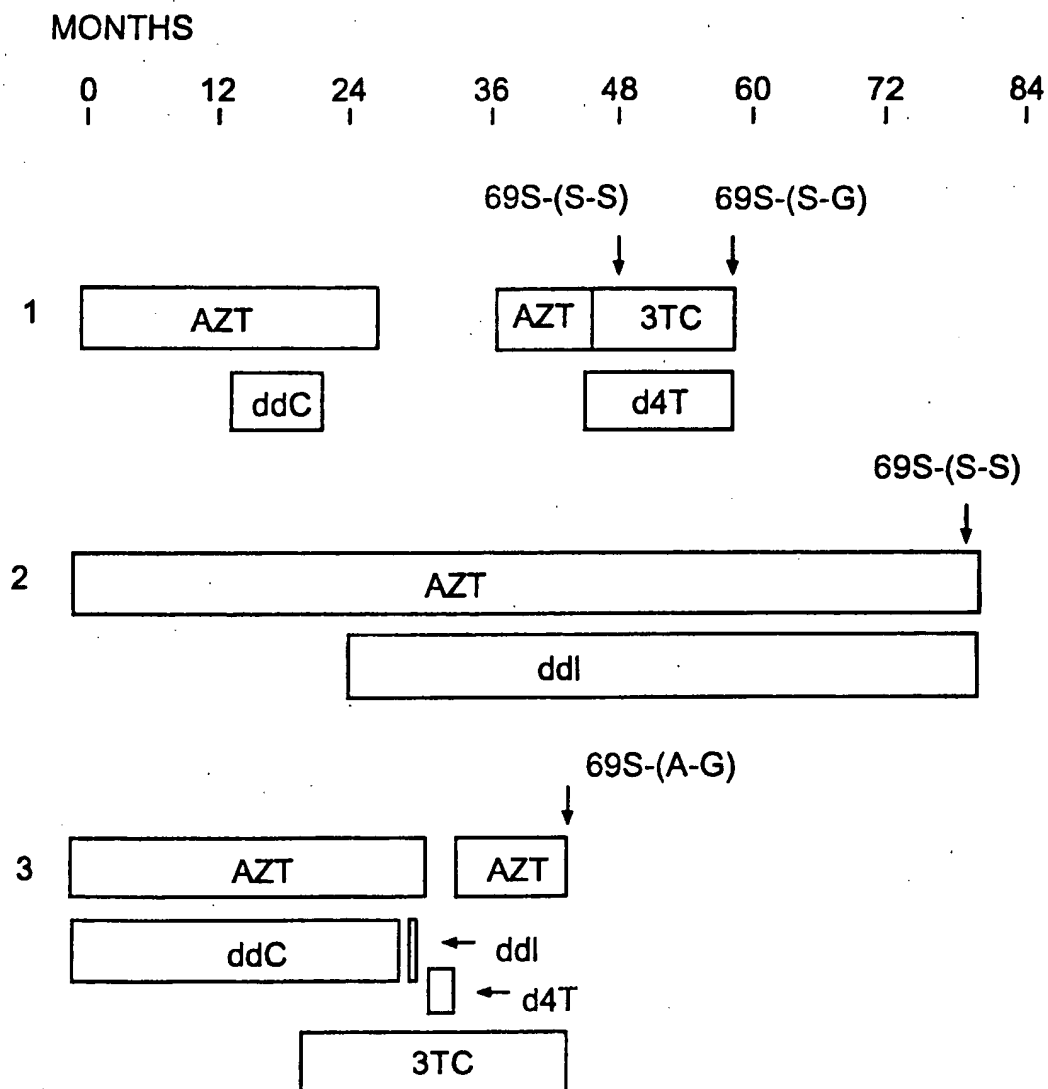 MONTHS
0 12 24 36 48 60 72 84
69S-(S-S) 69S-(S-G)
1 AZT AZT 3TC
ddC d4T
69S-(S-S)
2 AZT
ddI
69S-(A-G)
3 AZT AZT
ddC ddI
d4T
3TC